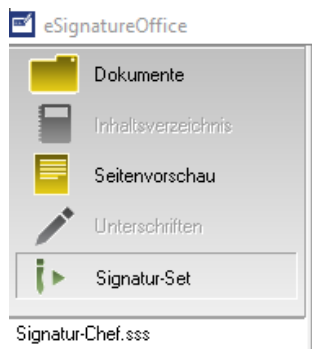 eSignatureOffice
Dokumente
Inhaltsverzeichnis
Seitenvorschau
Unterschriften
Signatur-Set
Signatur-Chef.sss